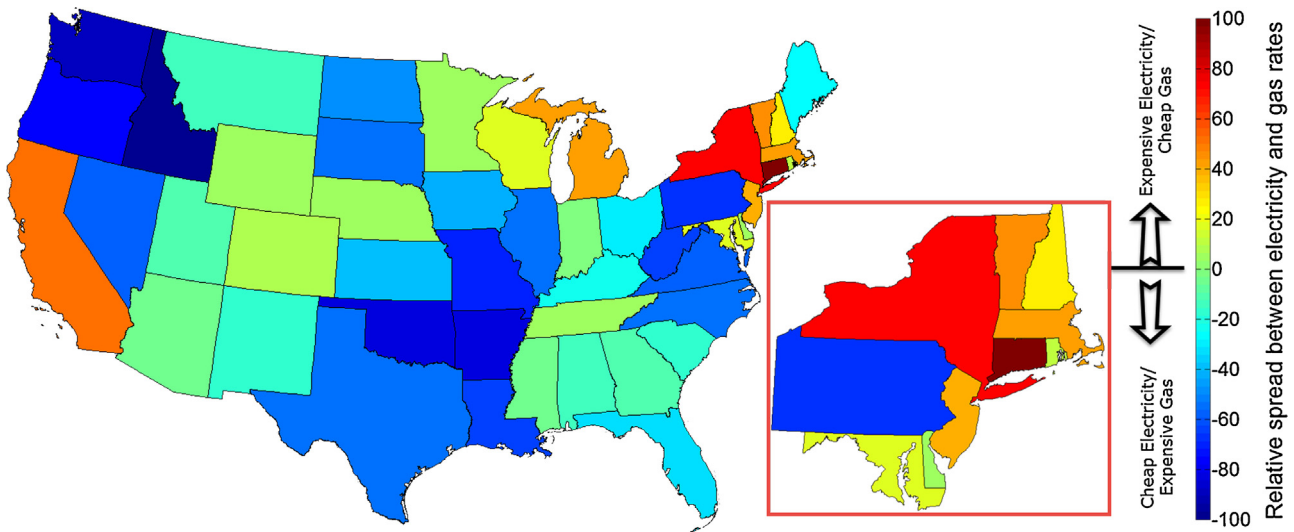 Expensive Electricity/
Cheap Gas
Cheap Electricity/
Expensive Gas
100
80
60
40
20
0
-20
-40
-60
-80
-100
Relative spread between electricity and gas rates